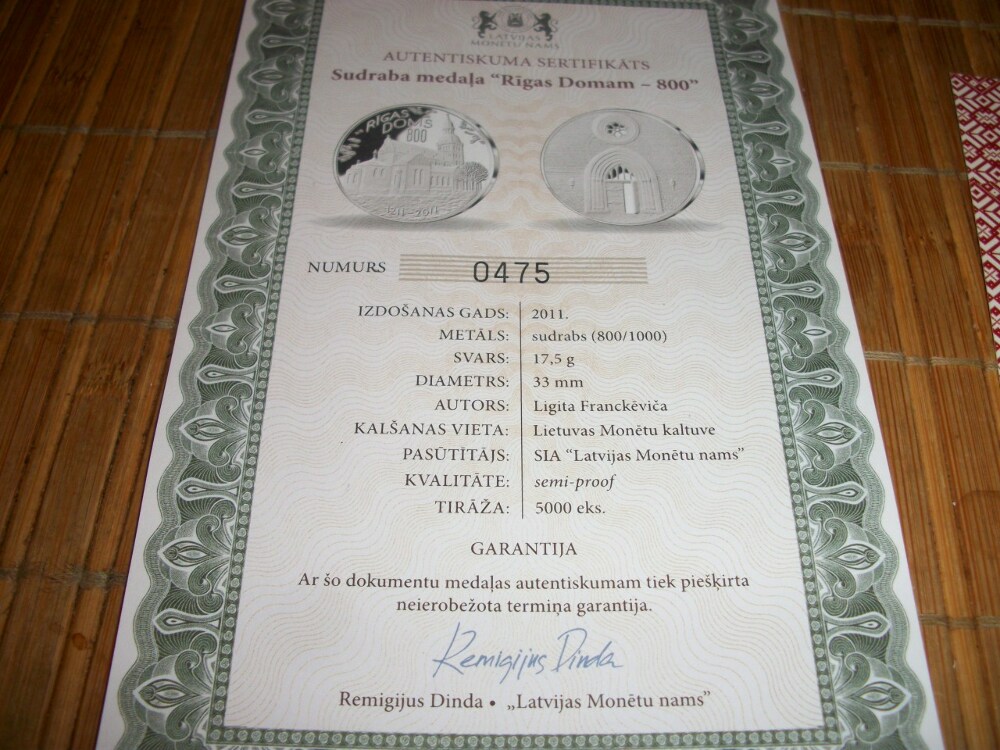 LATVIJAS
MONĒTU NAMS
AUTENTISKUMA SERTIFIKĀTS
Sudraba medaļa “Rīgas Domam – 800”
RĪGAS
DOMS
800
1211–2011
NUMURS 0475
IZDOŠANAS GADS: 2011.
METĀLS: sudrabs (800/1000)
SVARS: 17,5 g
DIAMETRS: 33 mm
AUTORS: Ligita Franckēviča
KALŠANAS VIETA: Lietuvas Monētu kaltuve
PASŪTĪTĀJS: SIA “Latvijas Monētu nams”
KVALITĀTE: semi-proof
TIRĀŽA: 5000 eks.
GARANTIJA
Ar šo dokumentu medaļas autentiskumam tiek piešķirta
neierobežota termiņa garantija.
Remigijus Dinda
Remigijus Dinda • „Latvijas Monētu nams”